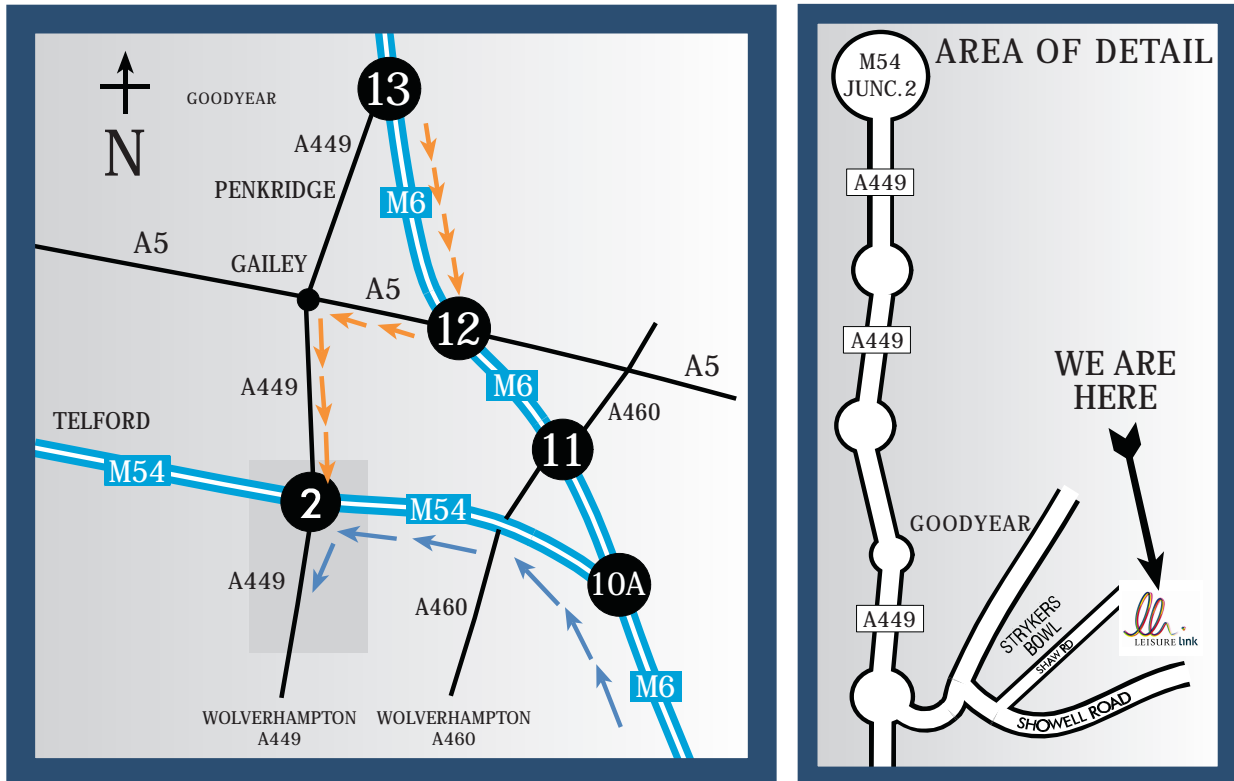 13
GOODYEAR
N
A449
PENKRIDGE
M6
A5
GAILEY
A5
12
A5
M6
A449
A460
TELFORD
11
M54
2
M54
10A
A449
A460
M6
WOLVERHAMPTON
A449
WOLVERHAMPTON
A460
AREA OF DETAIL
M54
JUNC.2
A449
A449
WE ARE
HERE
GOODYEAR
A449
STRYKERS
BOWL
SHAW RD
LEISURE link
SHOWELL ROAD